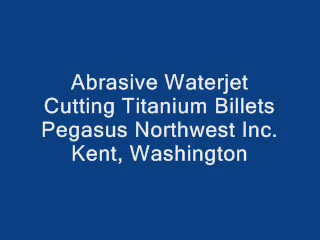 Abrasive Waterjet
Cutting Titanium Billets
Pegasus Northwest Inc.
Kent, Washington